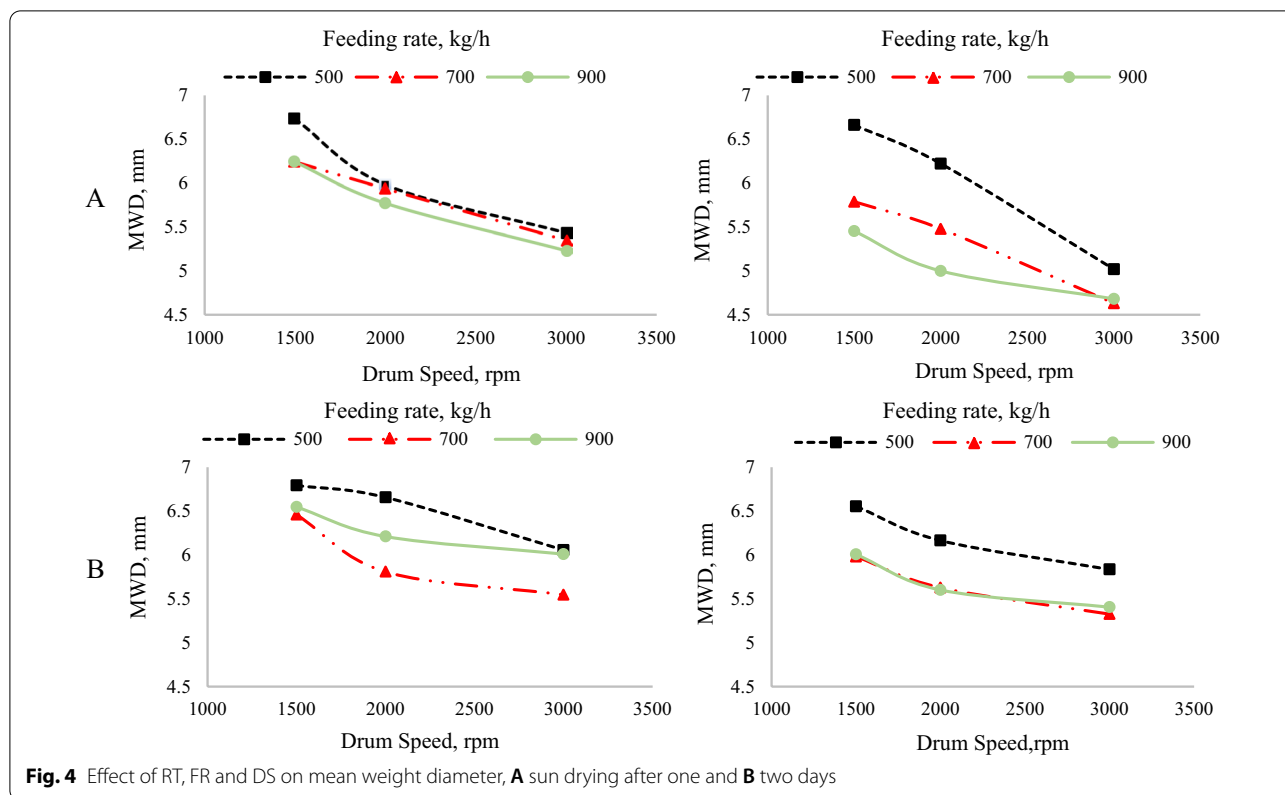 Feeding rate, kg/h
500 700 900
7
6.5
6
5.5
5
4.5
1000 1500 2000 2500 3000 3500
MWD, mm
Drum Speed, rpm
A
Feeding rate, kg/h
500 700 900
7
6.5
6
5.5
5
4.5
1000 1500 2000 2500 3000 3500
MWD, mm
Drum Speed, rpm
Feeding rate, kg/h
500 700 900
7
6.5
6
5.5
5
4.5
1000 1500 2000 2500 3000 3500
MWD, mm
Drum Speed, rpm
B
Feeding rate, kg/h
500 700 900
7
6.5
6
5.5
5
4.5
1000 1500 2000 2500 3000 3500
MWD, mm
Drum Speed,rpm
Fig. 4 Effect of RT, FR and DS on mean weight diameter, A sun drying after one and B two days